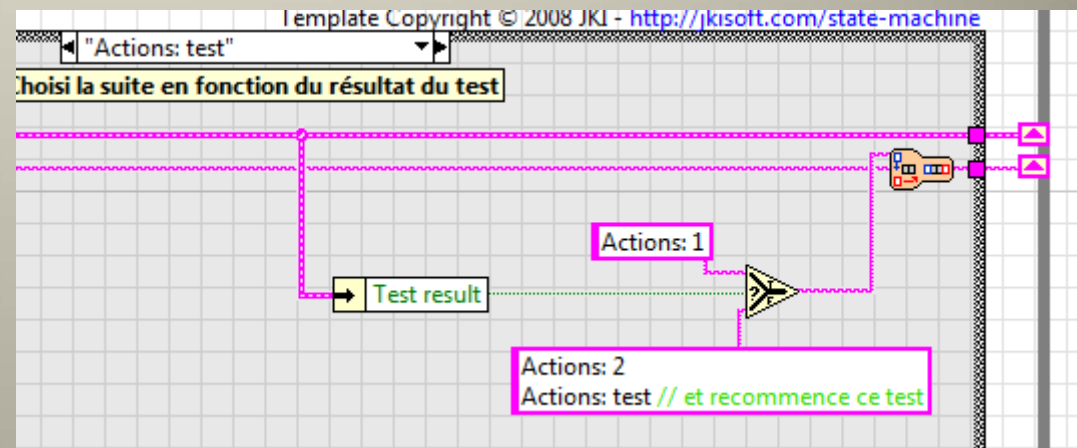 Template Copyright © 2008 JKI - http://jkisoft.com/state-machine
"Actions: test"
Choisi la suite en fonction du résultat du test
Actions: 1
Test result
?
T
F
Actions: 2
Actions: test // et recommence ce test